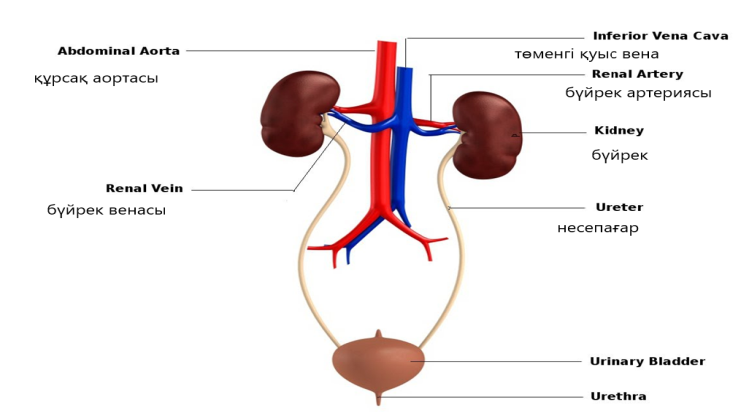 Abdominal Aorta
құрсақ аортасы
Renal Vein
бүйрек венасы
Inferior Vena Cava
төменгі қуыс вена
Renal Artery
бүйрек артериясы
Kidney
бүйрек
Ureter
несепағар
Urinary Bladder
Urethra